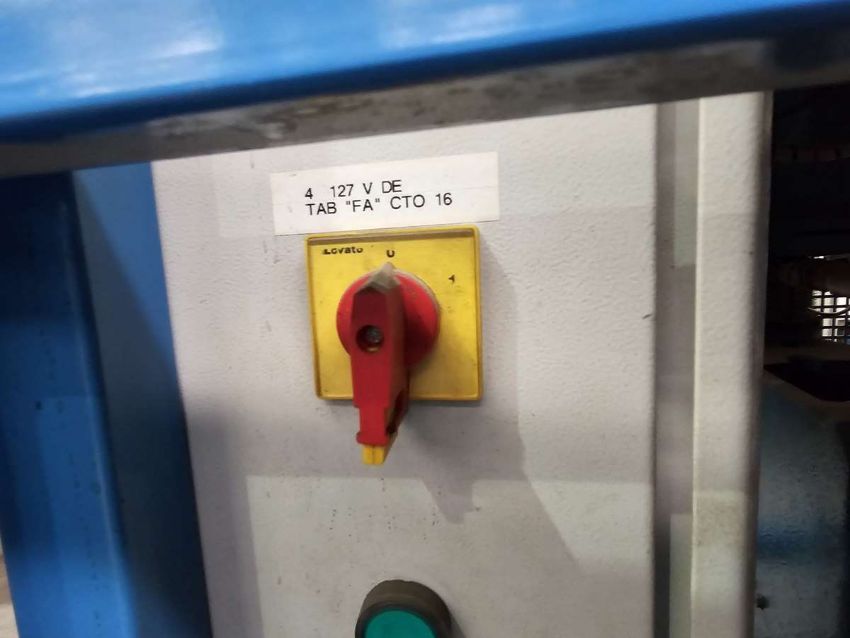 4 127 V DE
TAB "FA" CTO 16
Lovato
0
1